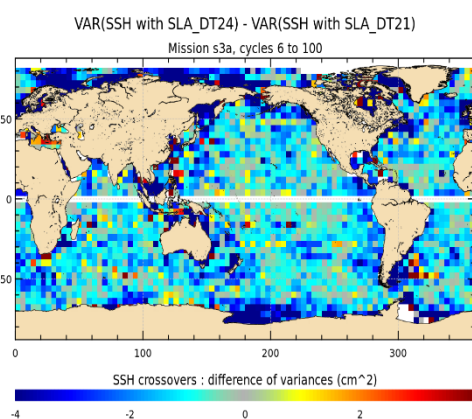 VAR(SSH with SLA_DT24) - VAR(SSH with SLA_DT21)
Mission s3a, cycles 6 to 100
50
0
50
0 100 200 300
SSH crossovers : difference of variances (cm^2)
-4 -2 0 2